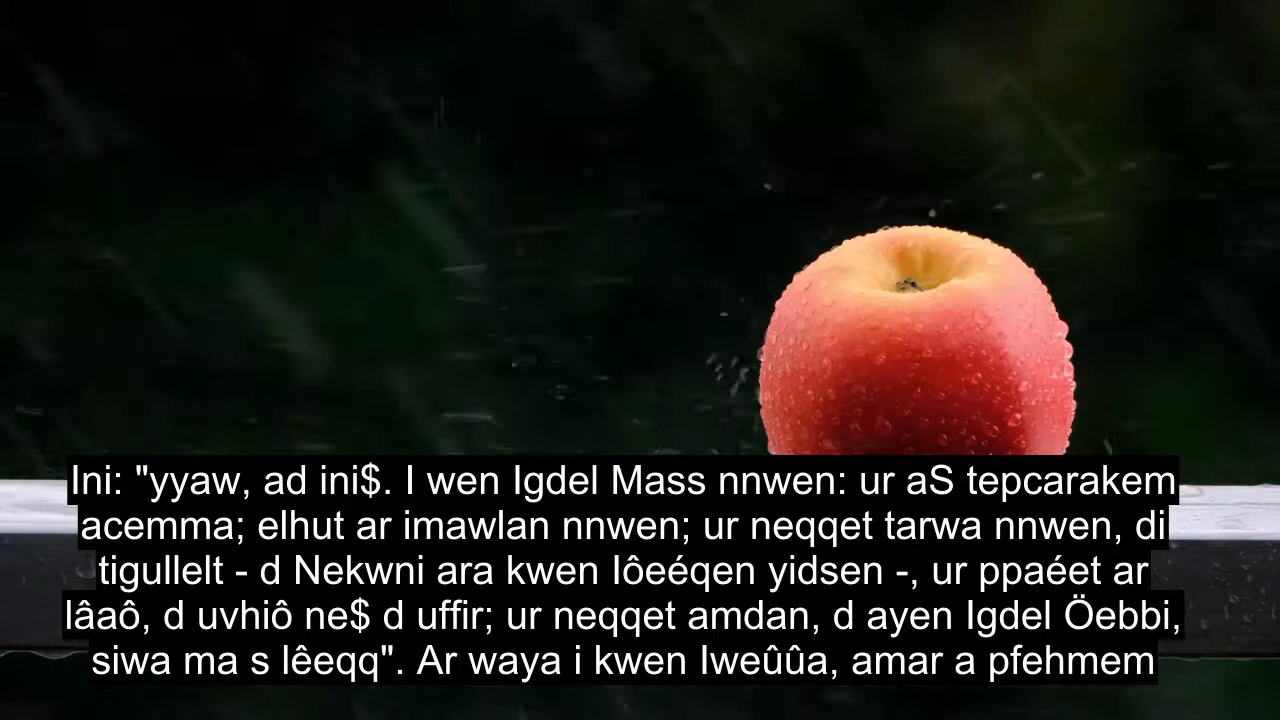 Ini: "yyaw, ad ini$. I wen Igdel Mass nnwen: ur aS tepcarakem
acemma; elhut ar imawlan nnwen; ur neqqet tarwa nnwen, di
tigullelt - d Nekwni ara kwen Iôeéqen yidsen -, ur ppaéet ar
lâaô, d uvhiô ne$ d uffir; ur neqqet amdan, d ayen Igdel Öebbi,
siwa ma s lêeqq". Ar waya i kwen Iweûûa, amar a pfehmem